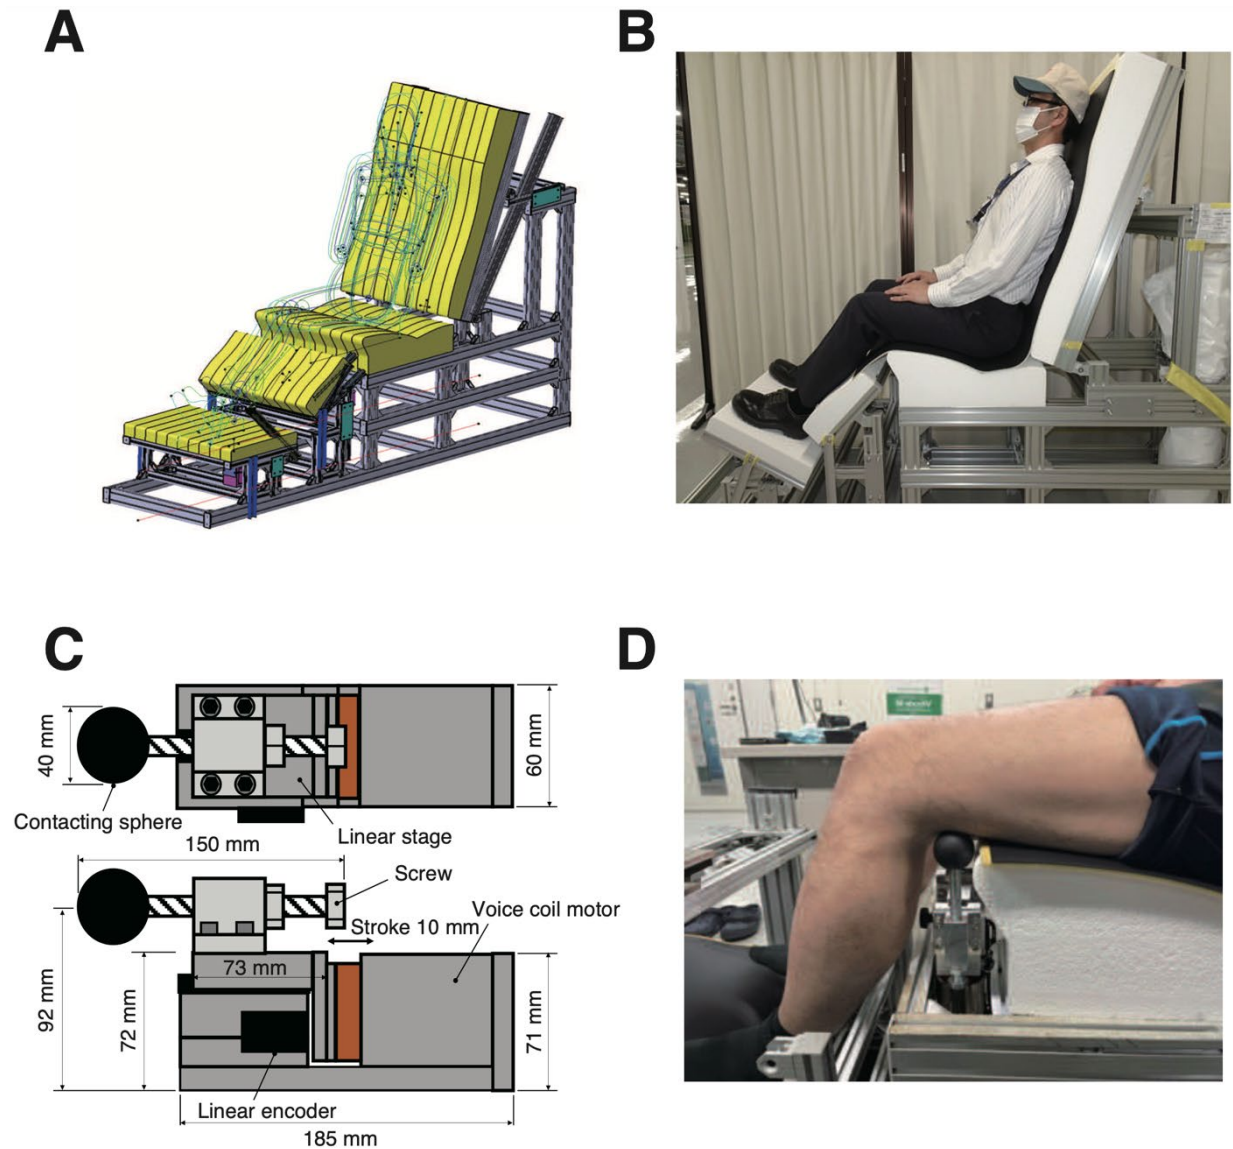 A
B
C
D
40 mm
60 mm
Contacting sphere
Linear stage
150 mm
Screw
Stroke 10 mm
Voice coil motor
73 mm
92 mm
72 mm
71 mm
Linear encoder
185 mm